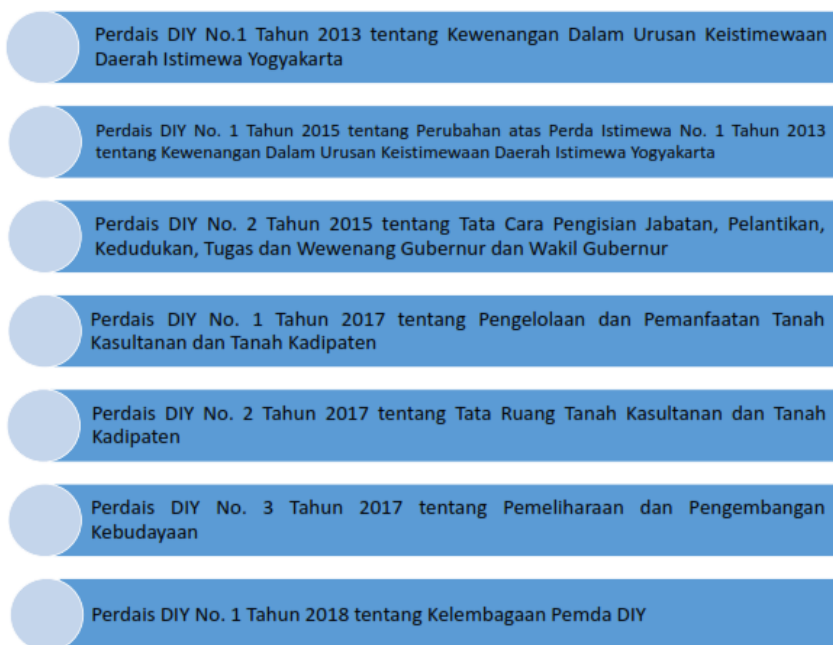 Perdais DIY No.1 Tahun 2013 tentang Kewenangan Dalam Urusan Keistimewaan
Daerah Istimewa Yogyakarta
Perdais DIY No. 1 Tahun 2015 tentang Perubahan atas Perda Istimewa No. 1 Tahun 2013
tentang Kewenangan Dalam Urusan Keistimewaan Daerah Istimewa Yogyakarta
Perdais DIY No. 2 Tahun 2015 tentang Tata Cara Pengisian Jabatan, Pelantikan,
Kedudukan, Tugas dan Wewenang Gubernur dan Wakil Gubernur
Perdais DIY No. 1 Tahun 2017 tentang Pengelolaan dan Pemanfaatan Tanah
Kasultanan dan Tanah Kadipaten
Perdais DIY No. 2 Tahun 2017 tentang Tata Ruang Tanah Kasultanan dan Tanah
Kadipaten
Perdais DIY No. 3 Tahun 2017 tentang Pemeliharaan dan Pengembangan
Kebudayaan
Perdais DIY No. 1 Tahun 2018 tentang Kelembagaan Pemda DIY